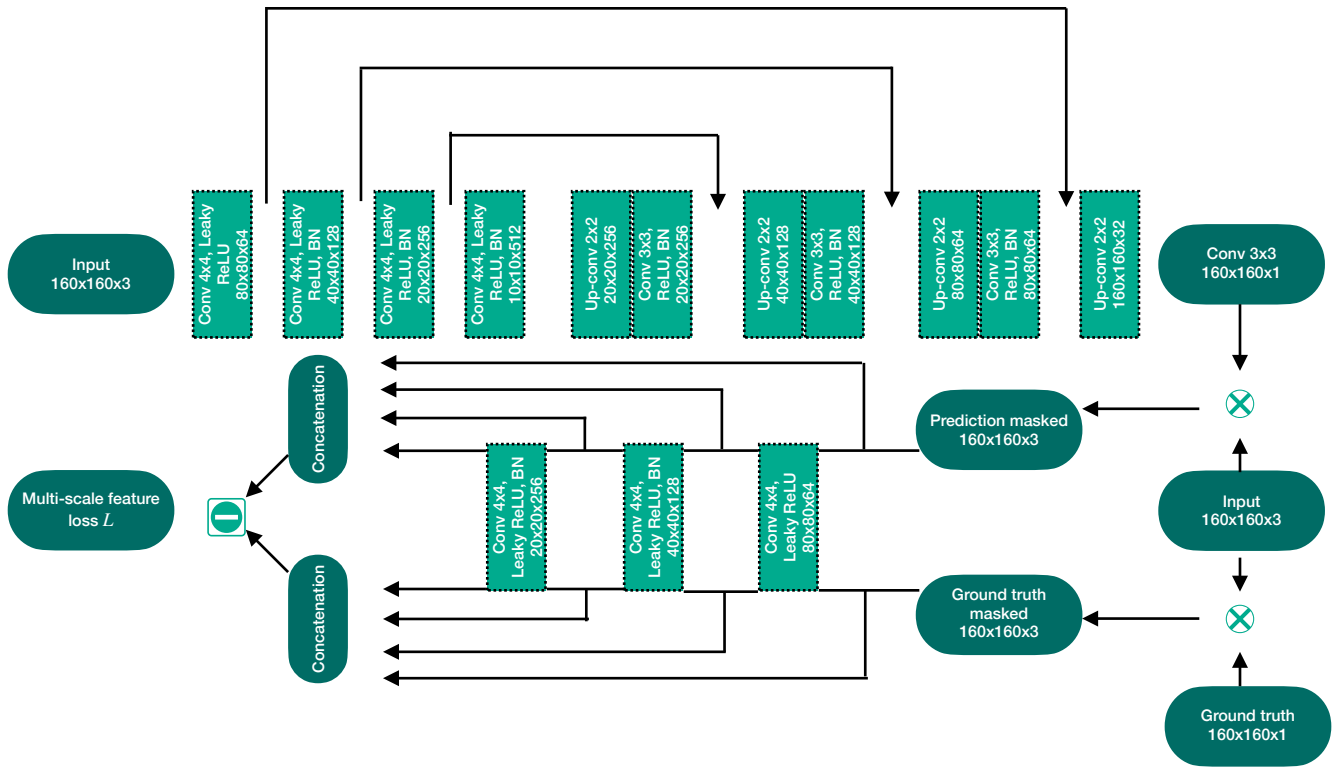 Input
160x160x3
Conv 4x4, Leaky
ReLU
80x80x64
Conv 4x4, Leaky
ReLU, BN
40x40x128
Conv 4x4, Leaky
ReLU, BN
20x20x256
Conv 4x4, Leaky
ReLU, BN
10x10x512
Up-conv 2x2
20x20x256
Conv 3x3,
ReLU, BN
20x20x256
Up-conv 2x2
40x40x128
Conv 3x3,
ReLU, BN
40x40x128
Up-conv 2x2
80x80x64
Conv 3x3,
ReLU, BN
80x80x64
Up-conv 2x2
160x160x32
Conv 3x3
160x160x1
Concatenation
Prediction masked
160x160x3
Multi-scale feature
loss L
Conv 4x4,
Leaky ReLU, BN
20x20x256
Conv 4x4,
Leaky ReLU, BN
40x40x128
Conv 4x4,
Leaky ReLU
80x80x64
Input
160x160x3
Concatenation
Ground truth
masked
160x160x3
Ground truth
160x160x1